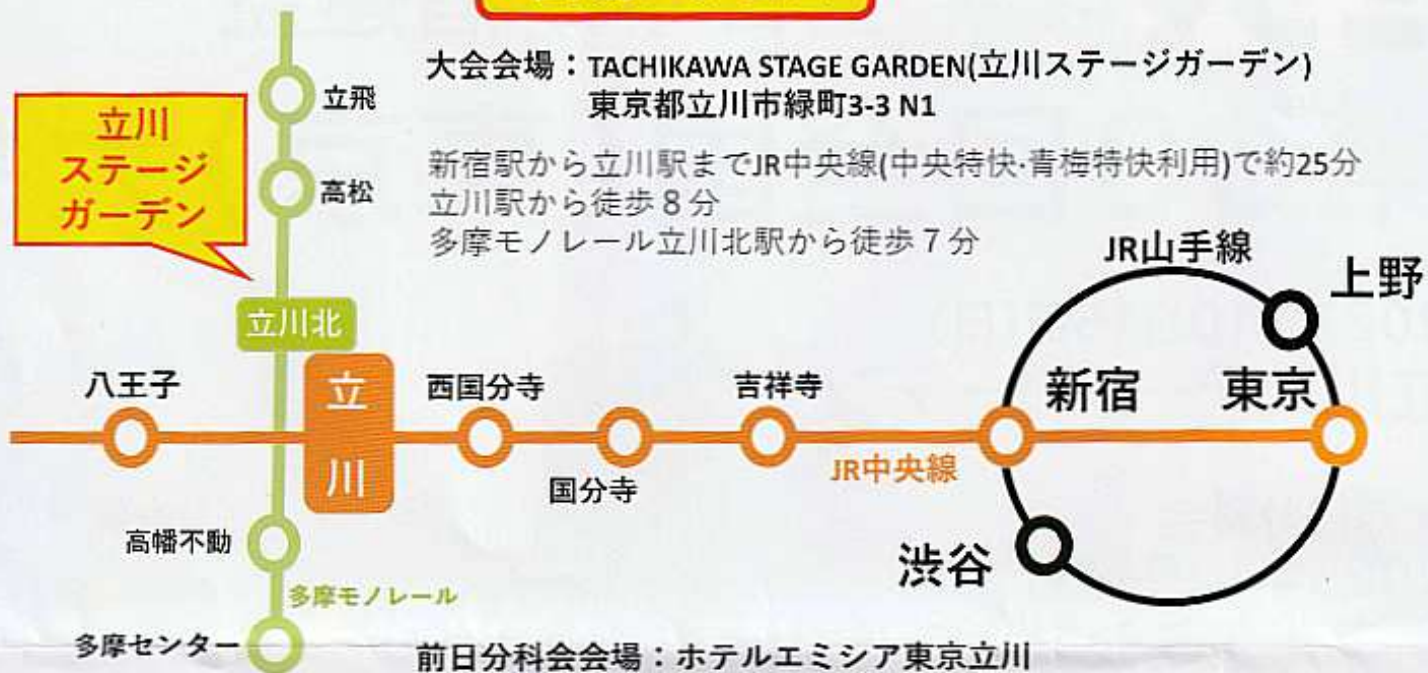 大会会場：TACHIKAWA STAGE GARDEN(立川ステージガーデン)
東京都立川市緑町3-3 N1
新宿駅から立川駅までJR中央線(中央特快･青梅特快利用)で約25分
立川駅から徒歩８分
多摩モノレール立川北駅から徒歩７分
立飛
立川
ステージ
ガーデン
高松
JR山手線
上野
立川北
八王子
立
川
西国分寺
吉祥寺
新宿
東京
JR中央線
国分寺
高幡不動
渋谷
多摩モノレール
多摩センター
前日分科会会場：ホテルエミシア東京立川